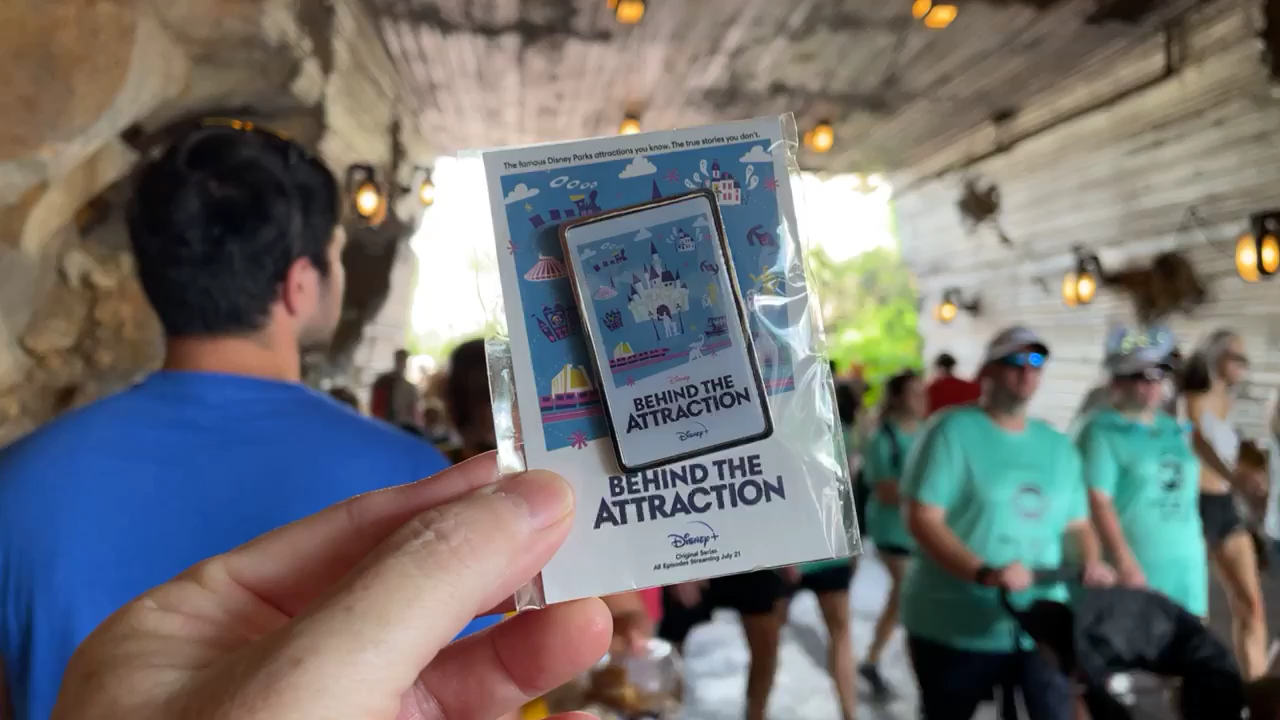 The famous Disney Parks attractions you know. The true stories you don't.
Disney
BEHIND THE
ATTRACTION
Disney+
BEHIND THE
ATTRACTION
Disney+
Original Series
All Episodes Streaming July 21